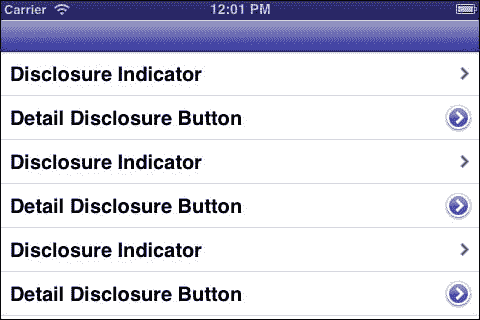 Carrier 12:01 PM
Disclosure Indicator
Detail Disclosure Button
Disclosure Indicator
Detail Disclosure Button
Disclosure Indicator
Detail Disclosure Button